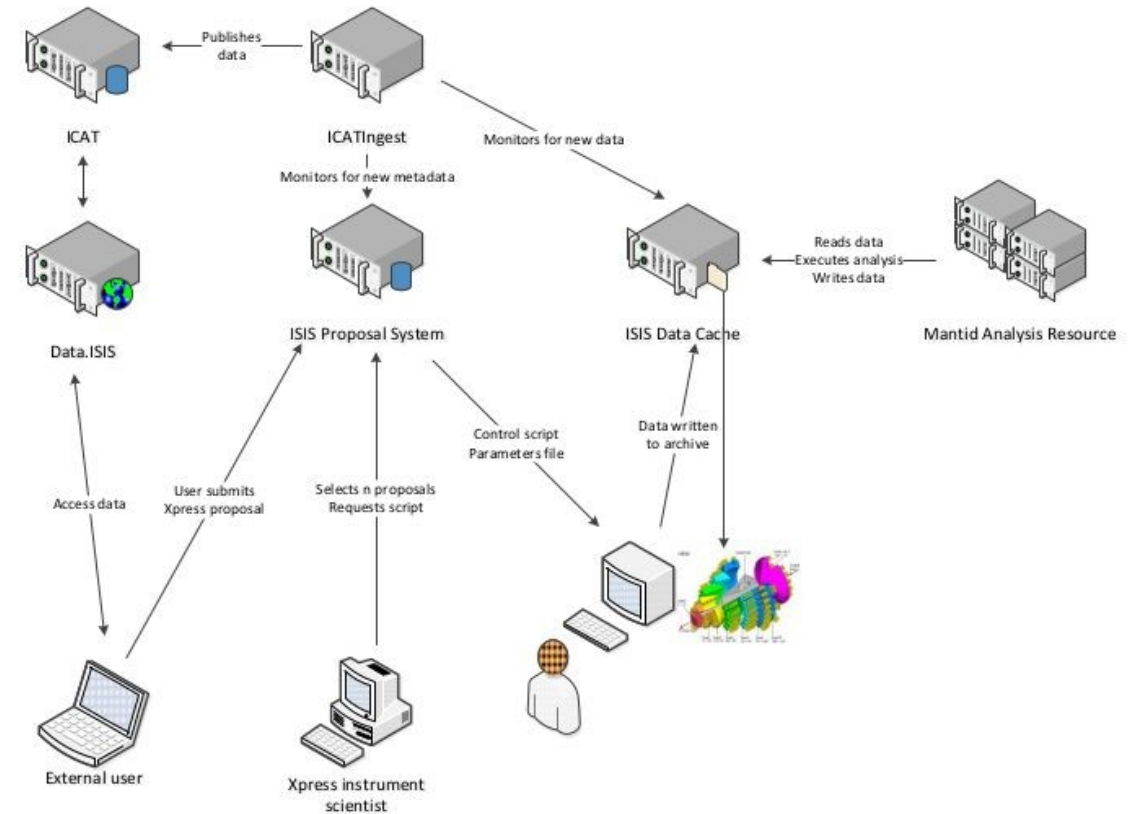 Publishes
data
ICAT
ICATIngest
Monitors for new data
Monitors for new metadata
Reads data
Executes analysis
Writes data
Data.ISIS
ISIS Proposal System
ISIS Data Cache
Mantid Analysis Resource
Control script
Parameters file
Data written
to archive
Access data
User submits
Xpress proposal
Selects n proposals
Requests script
External user
Xpress instrument
scientist